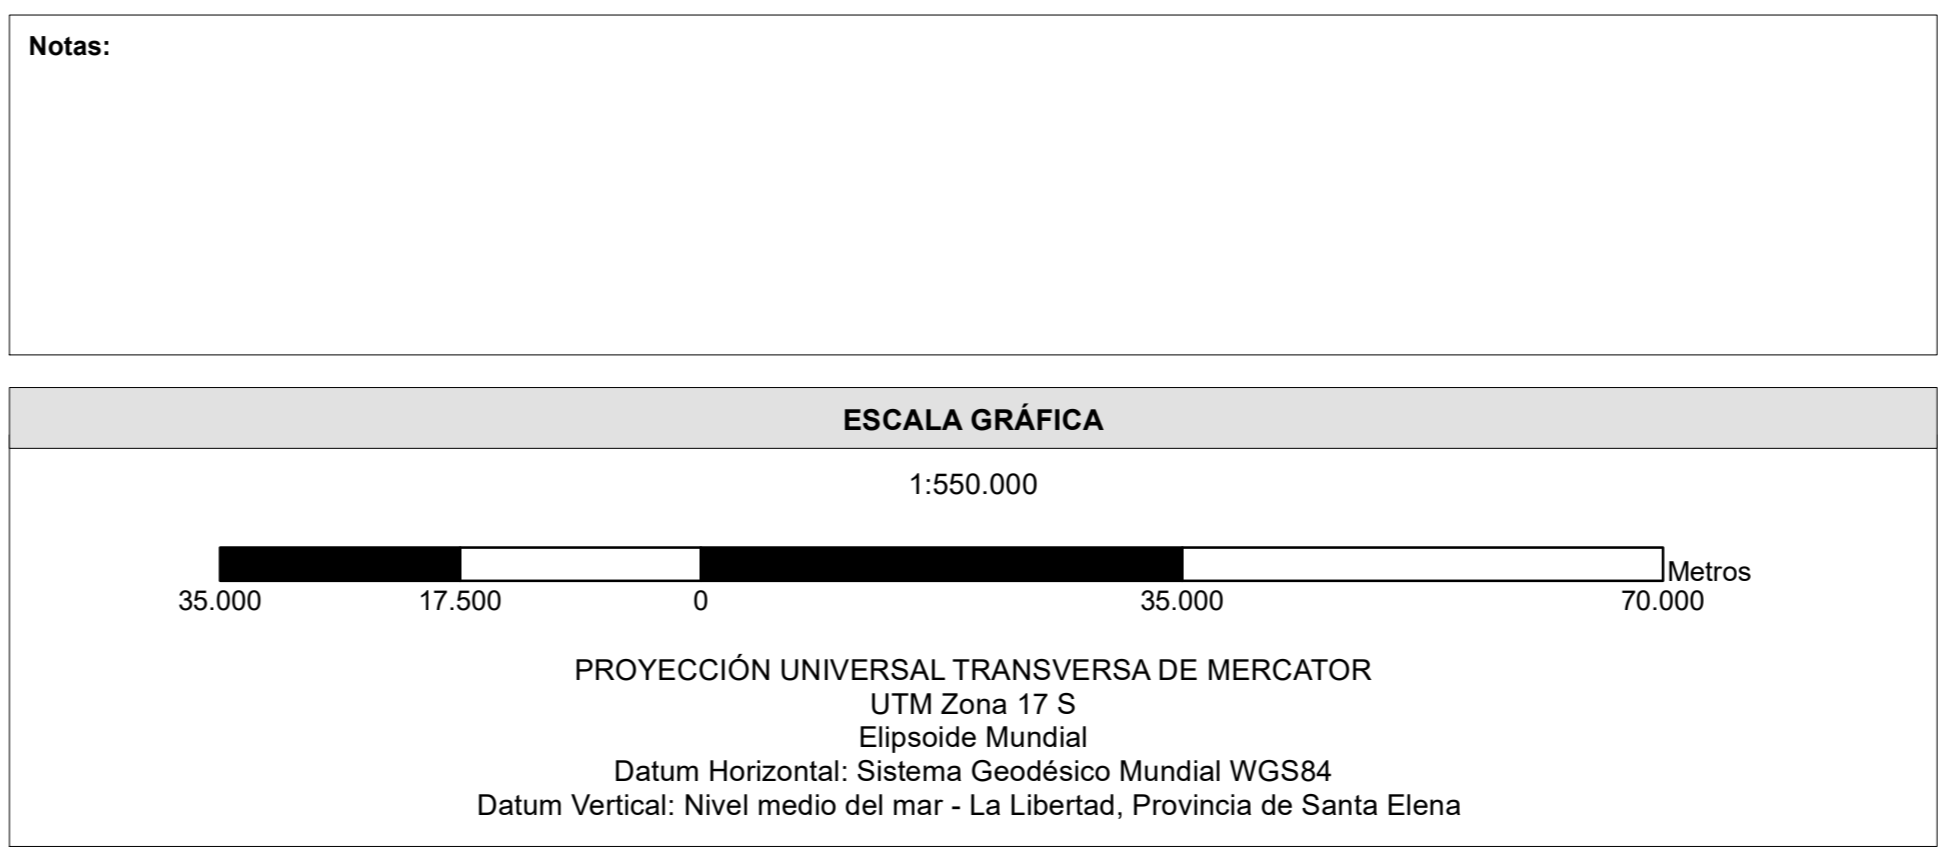 Notas:
ESCALA GRÁFICA
1:550.000
Metros
35.000 17.500 0 35.000 70.000
PROYECCIÓN UNIVERSAL TRANSVERSA DE MERCATOR
UTM Zona 17 S
Elipsoide Mundial
Datum Horizontal: Sistema Geodésico Mundial WGS84
Datum Vertical: Nivel medio del mar - La Libertad, Provincia de Santa Elena